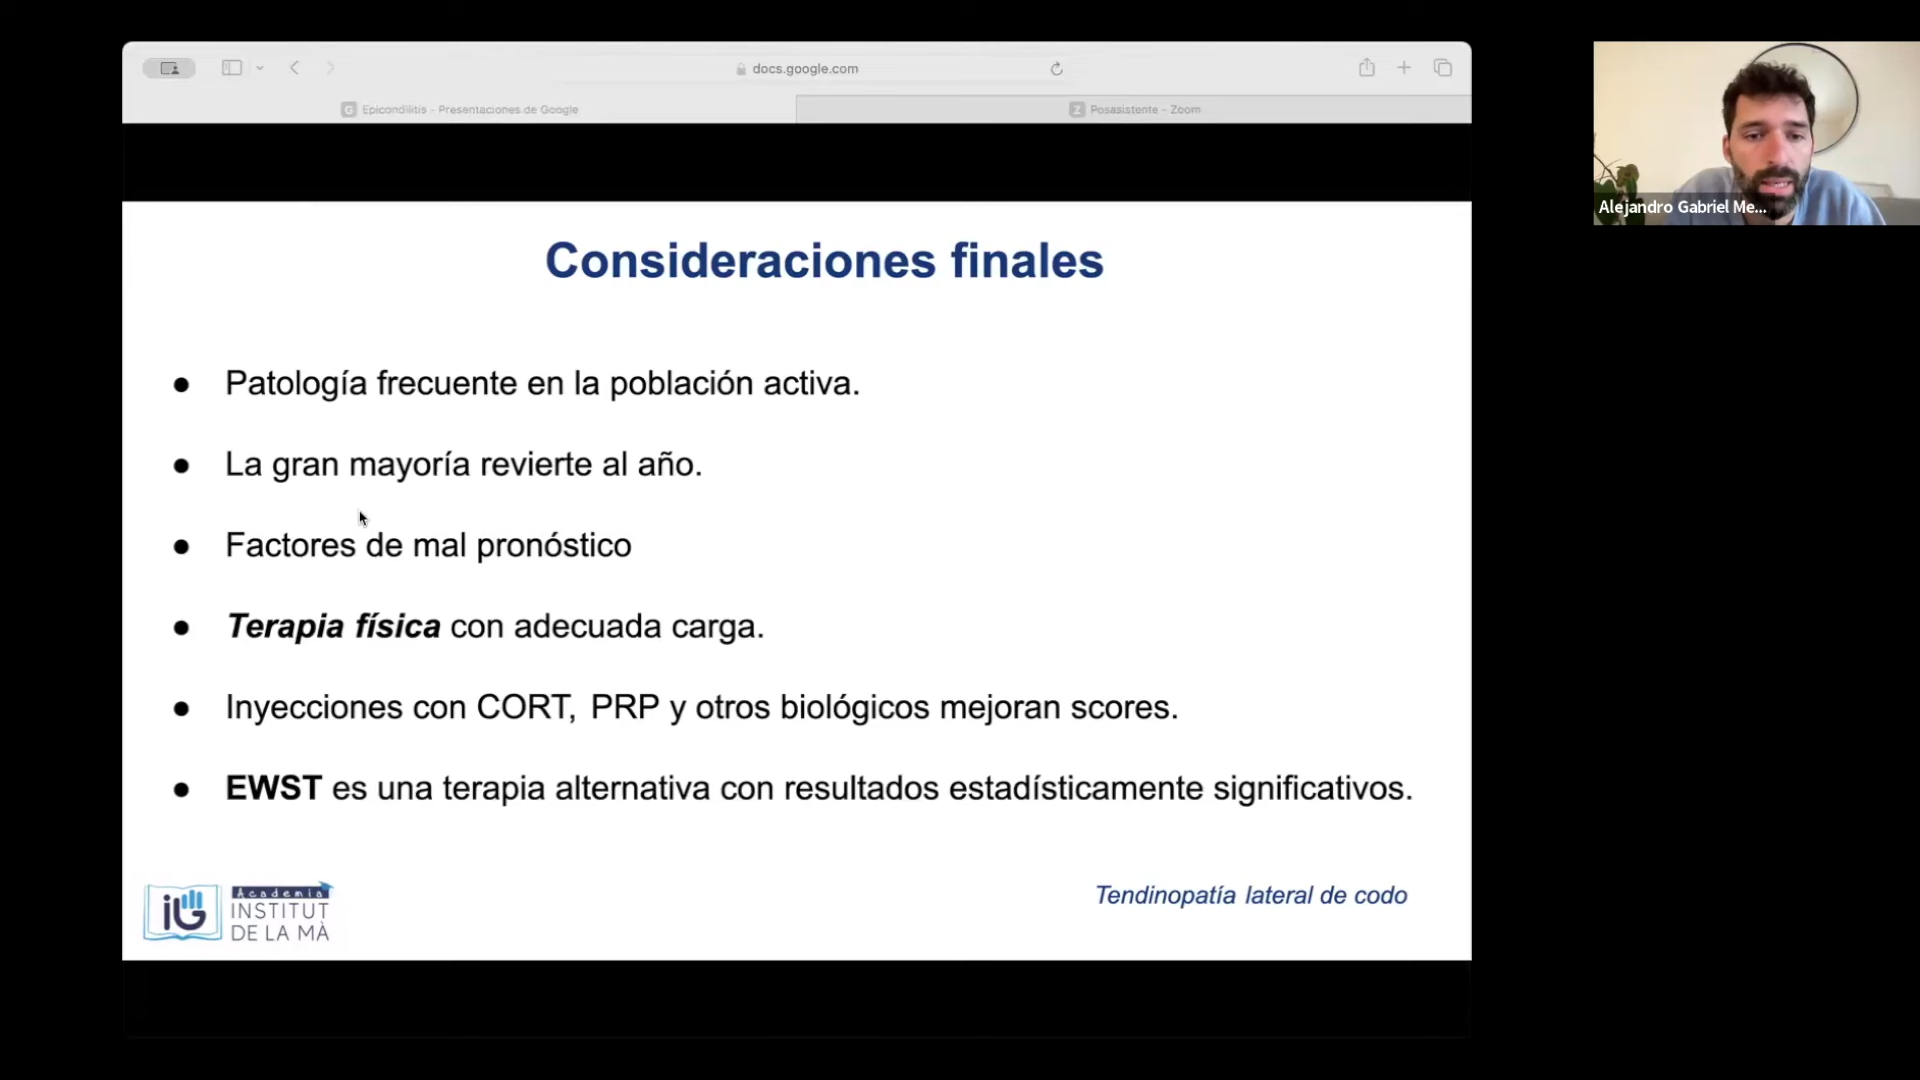 docs.google.com
Epicondilitis - Presentaciones de Google
Posasistente - Zoom
Alejandro Gabriel Me...
Consideraciones finales
● Patología frecuente en la población activa.
● La gran mayoría revierte al año.
● Factores de mal pronóstico
● Terapia física con adecuada carga.
● Inyecciones con CORT, PRP y otros biológicos mejoran scores.
● EWST es una terapia alternativa con resultados estadísticamente significativos.
Academia
INSTITUT
DE LA MÀ
Tendinopatía lateral de codo